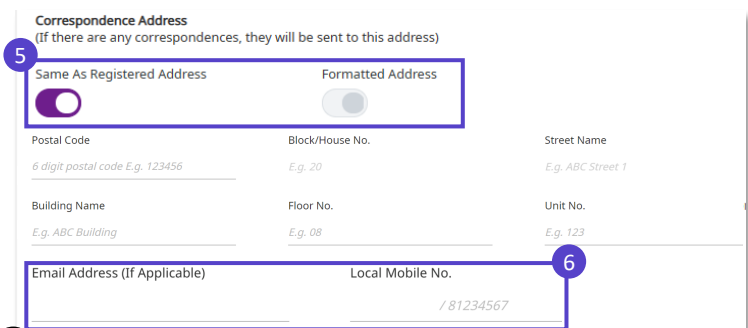 Correspondence Address
(If there are any correspondences, they will be sent to this address)
5
Same As Registered Address Formatted Address
Postal Code Block/House No. Street Name
6 digit postal code E.g. 123456 E.g. 20 E.g. ABC Street 1
Building Name Floor No. Unit No.
E.g. ABC Building E.g. 08 E.g. 123
6
Email Address (If Applicable) Local Mobile No.
/ 81234567